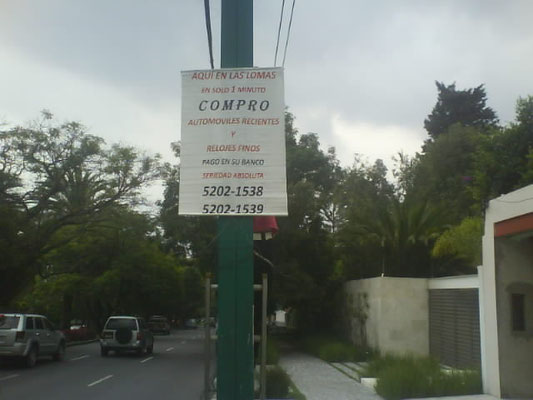 AQUI EN LAS LOMAS
EN SOLO 1 MINUTO
COMPRO
AUTOMOVILES RECIENTES
Y
RELOJES FINOS
PAGO EN SU BANCO
SERIEDAD ABSOLUTA
5202-1538
5202-1539